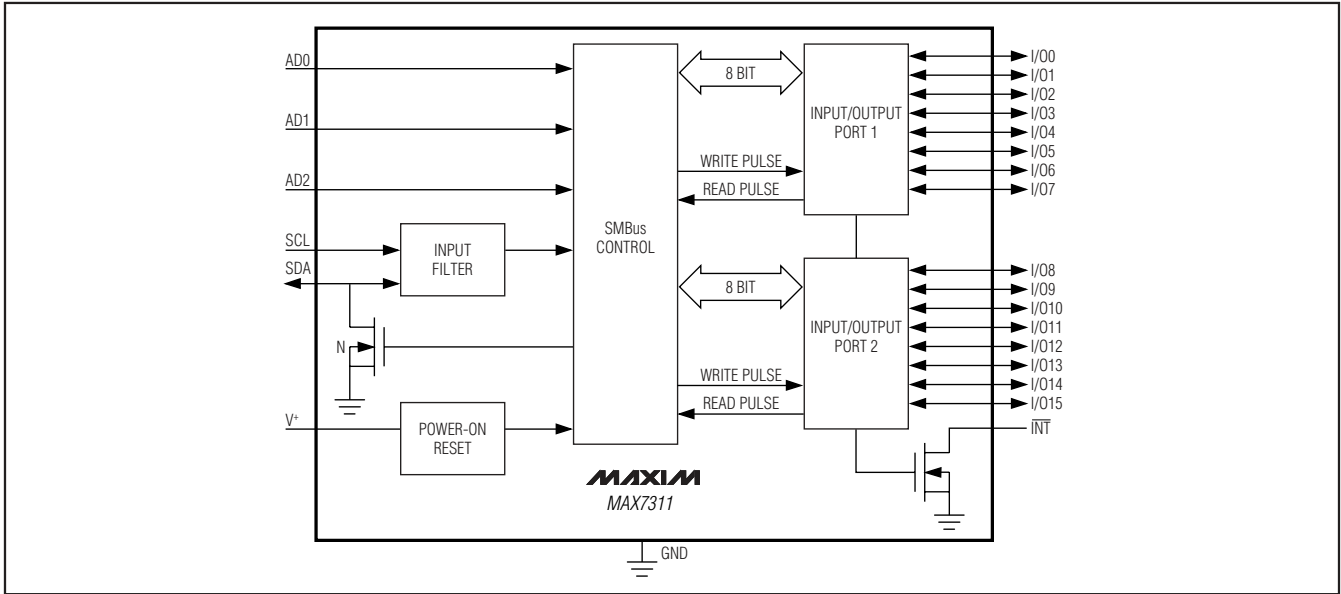 AD0
AD1
AD2
SCL
SDA
N
V+
INPUT
FILTER
POWER-ON
RESET
SMBus
CONTROL
8 BIT
WRITE PULSE
READ PULSE
8 BIT
WRITE PULSE
READ PULSE
INPUT/OUTPUT
PORT 1
INPUT/OUTPUT
PORT 2
I/O0
I/O1
I/O2
I/O3
I/O4
I/O5
I/O6
I/O7
I/O8
I/O9
I/O10
I/O11
I/O12
I/O13
I/O14
I/O15
INT
MAXIM
MAX7311
GND